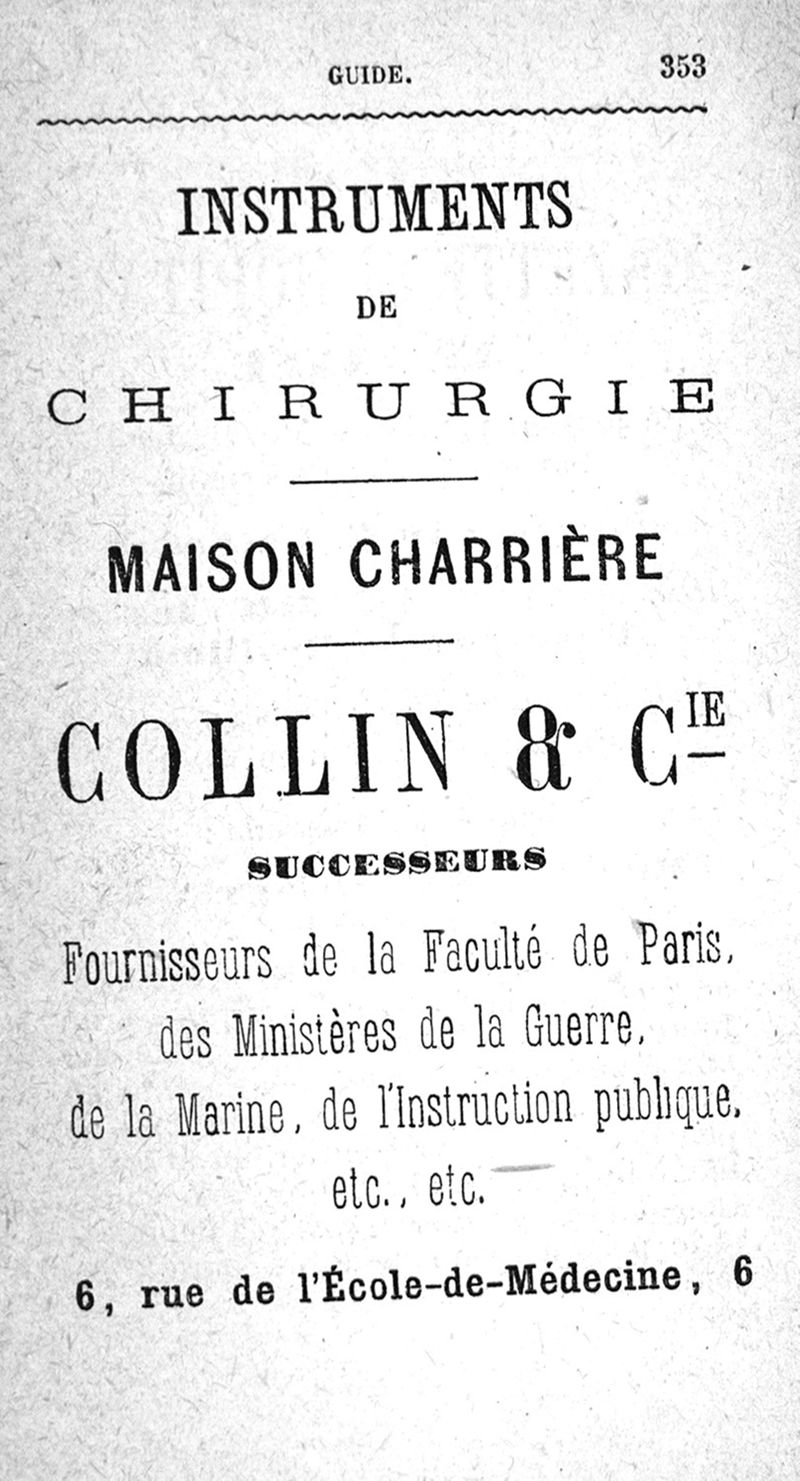 GUIDE. 353
INSTRUMENTS
DE
CHIRURGIE
MAISON CHARRIÈRE
COLLIN & CIE
SUCCESSEURS
Fournisseurs de la Faculté de Paris,
des Ministères de la Guerre,
de la Marine, de l'Instruction publique,
etc., etc.
6, rue de l'École-de-Médecine, 6